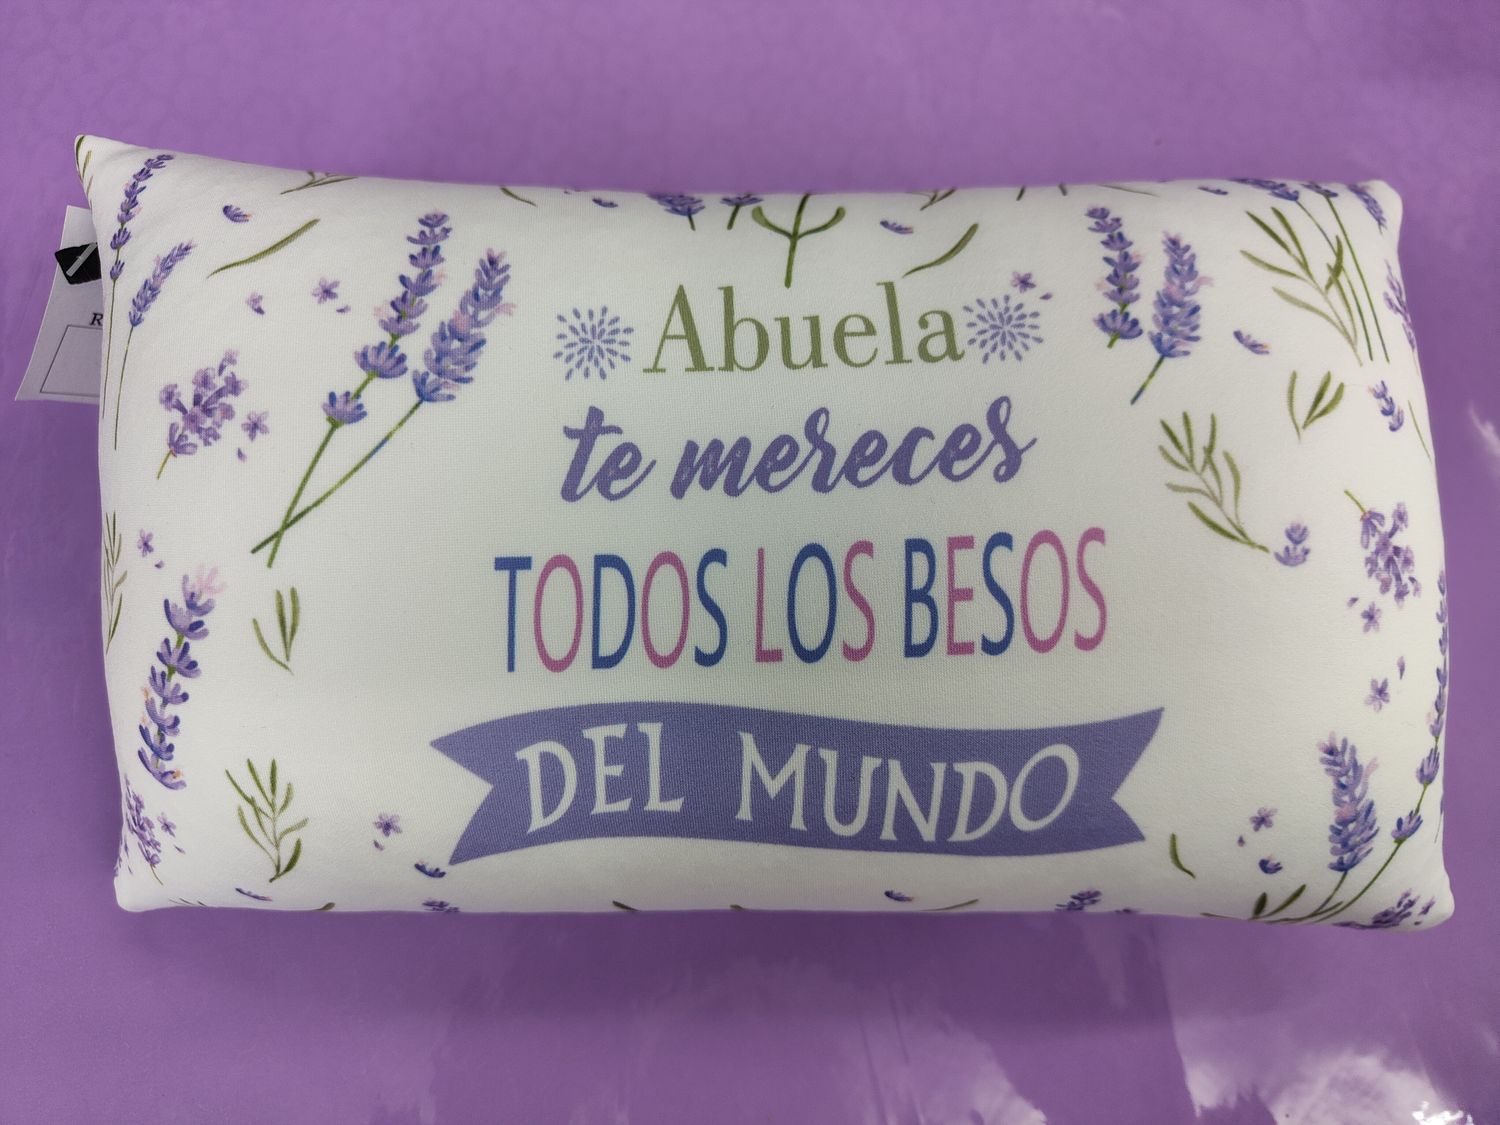 Abuela
te mereces
TODOS LOS BESOS
DEL MUNDO
R